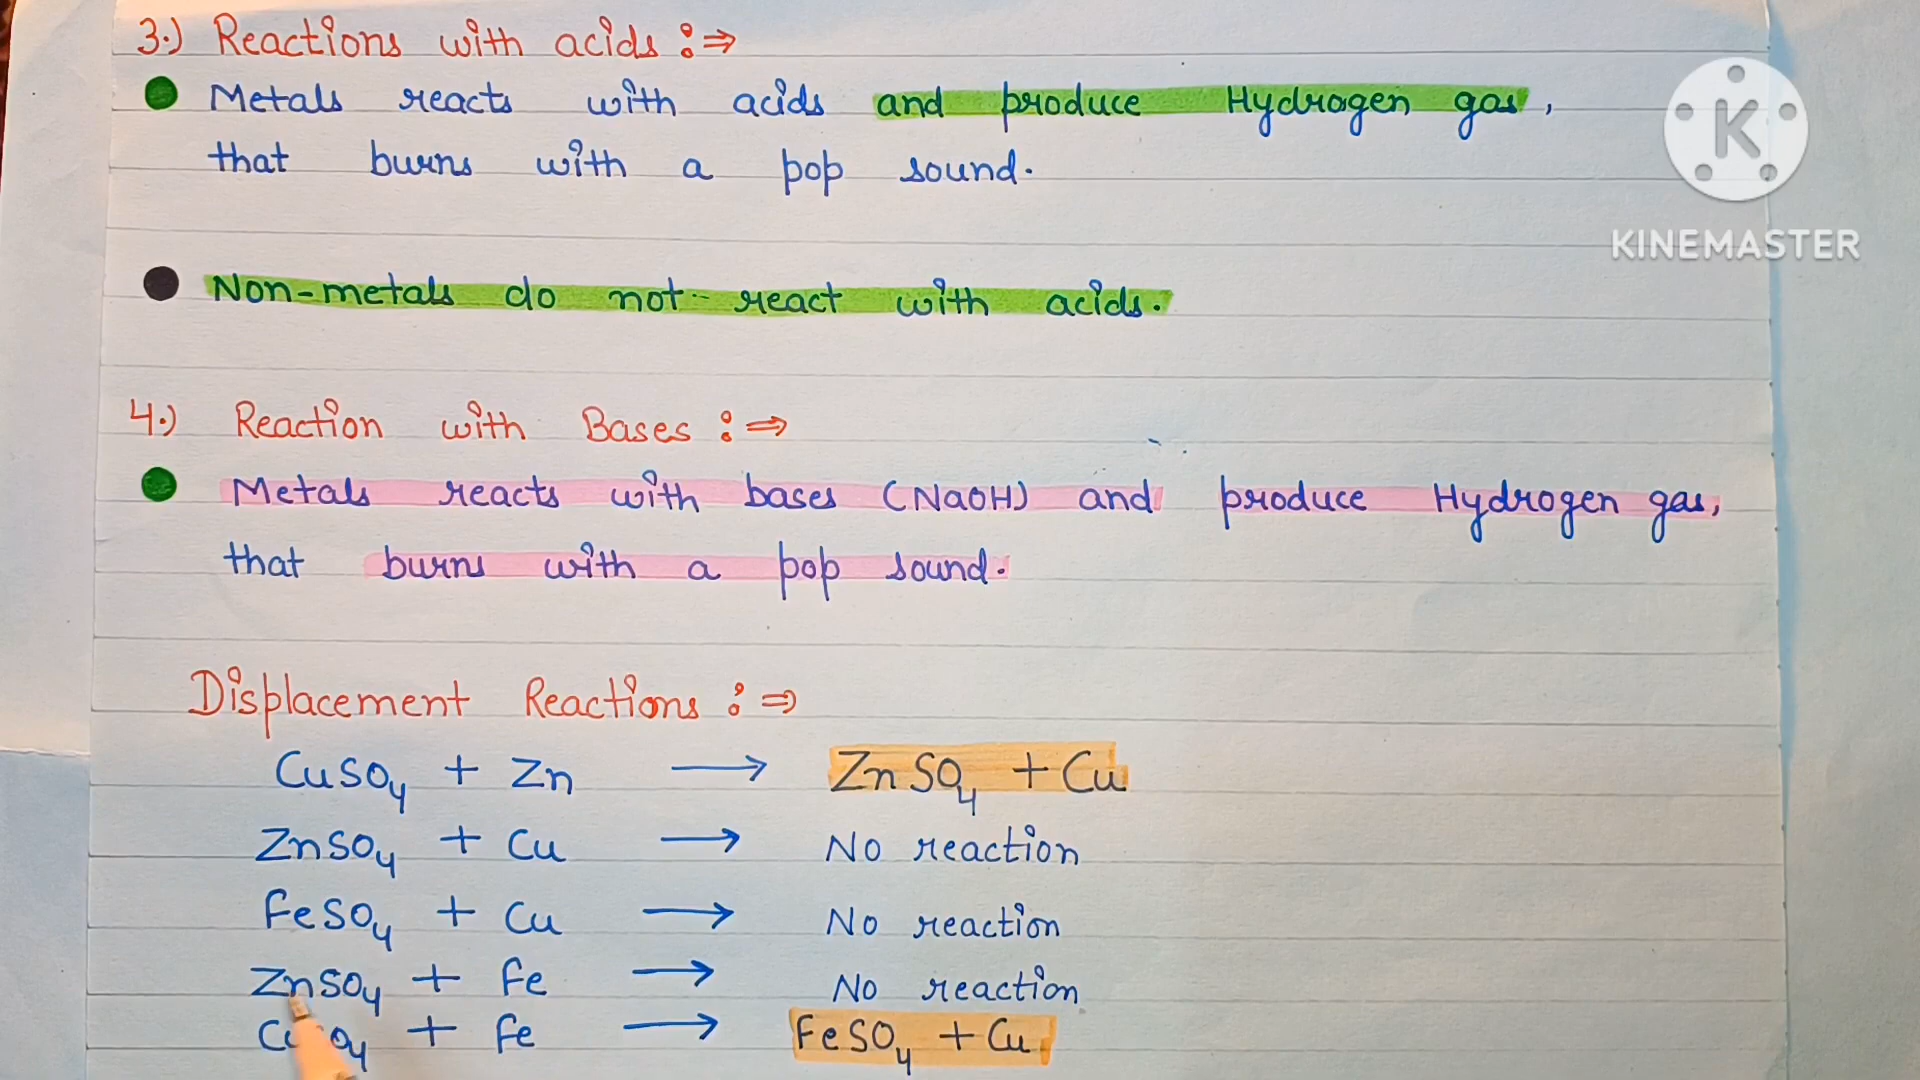 3.) Reactions with acids :⇒
Metals reacts with acids and produce Hydrogen gas,
that burns with a pop sound.
K
KINEMASTER
Non-metals do not react with acids.
4.) Reaction with Bases :⇒
Metals reacts with bases (NaOH) and produce Hydrogen gas,
that burns with a pop sound.
Displacement Reactions :⇒
CuSO₄ + Zn → ZnSO₄ + Cu
ZnSO₄ + Cu → No reaction
FeSO₄ + Cu → No reaction
ZnSO₄ + Fe → No reaction
CuSO₄ + Fe → FeSO₄ + Cu